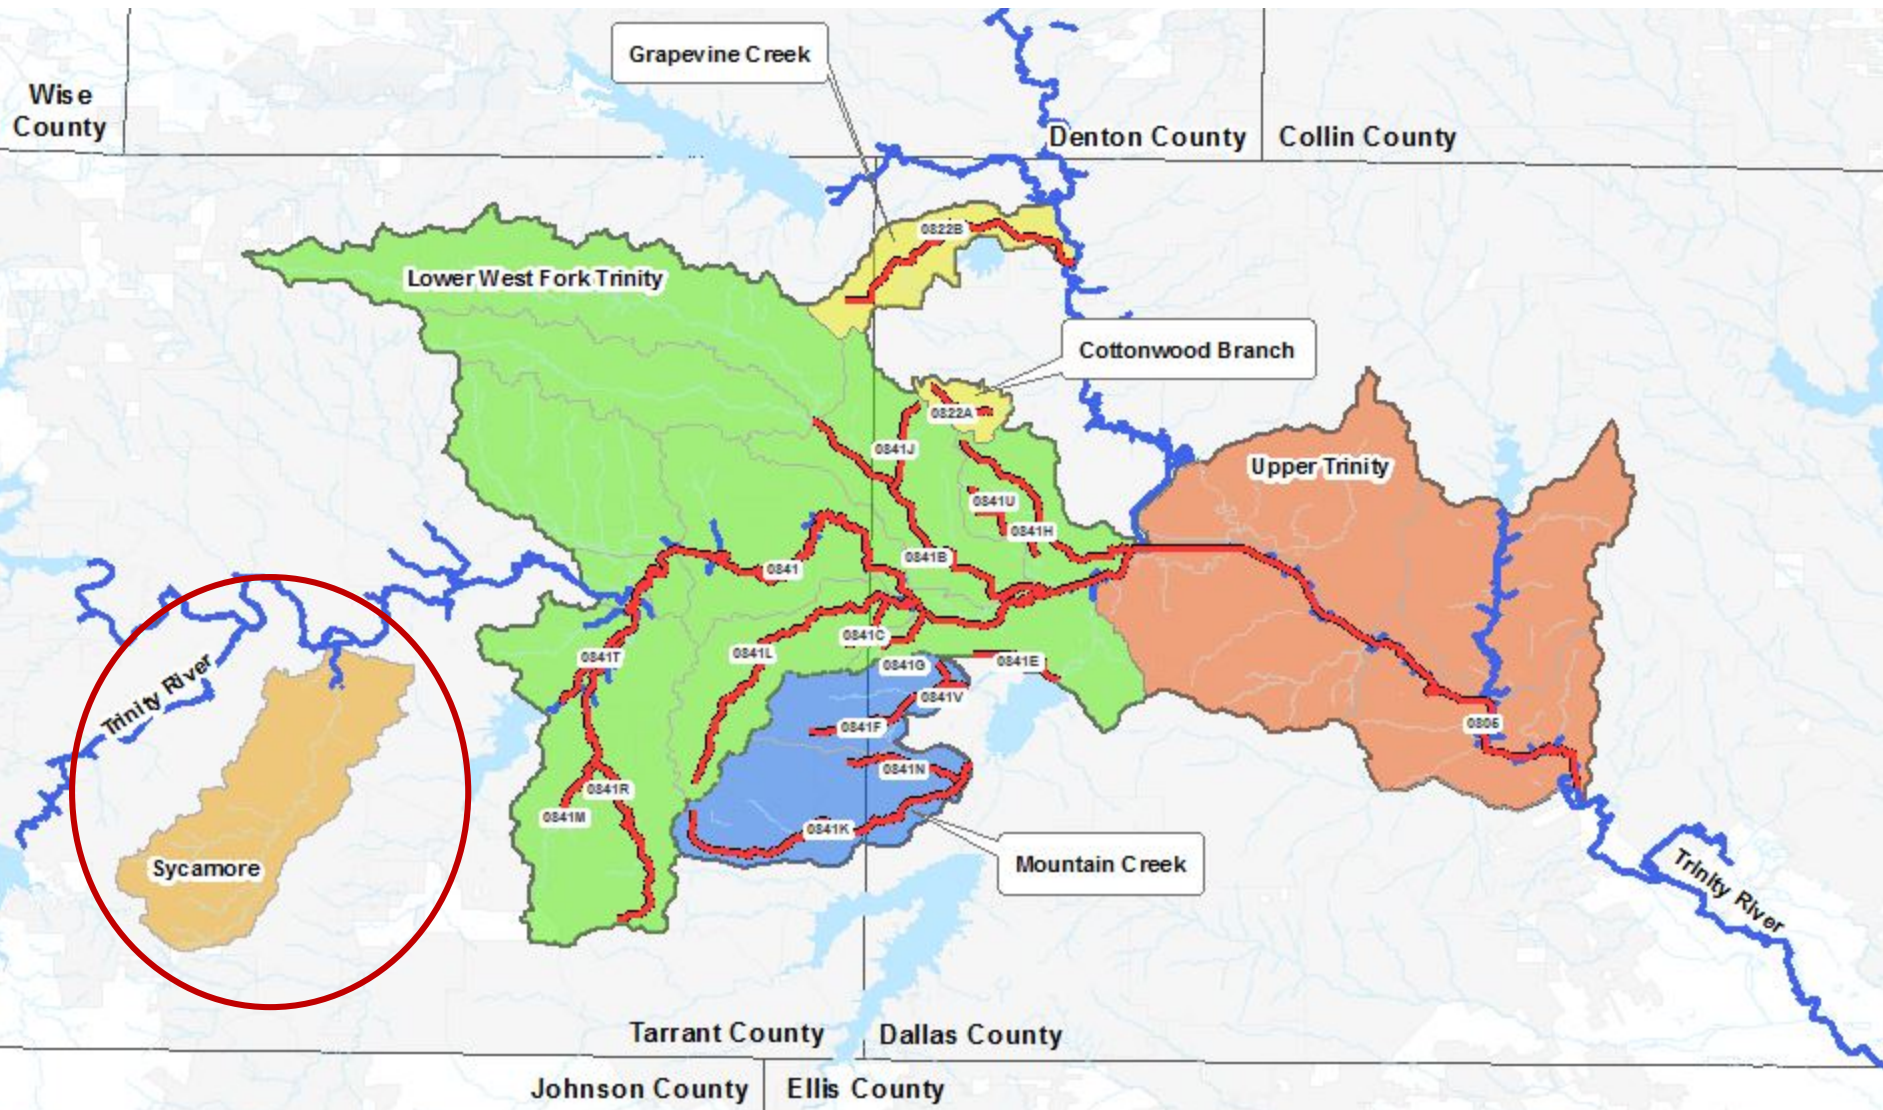 Grapevine Creek
Wise
County
Denton County
Collin County
0822B
Lower West Fork Trinity
Cottonwood Branch
0822A
0841J
Upper Trinity
0841U
0841H
0841B
0841
0841C
0841L
0841T
0841G
0841E
0841V
Trinity River
0841F
0805
0841N
0841R
0841M
0841K
Sycamore
Mountain Creek
Trinity River
Tarrant County
Dallas County
Johnson County
Ellis County